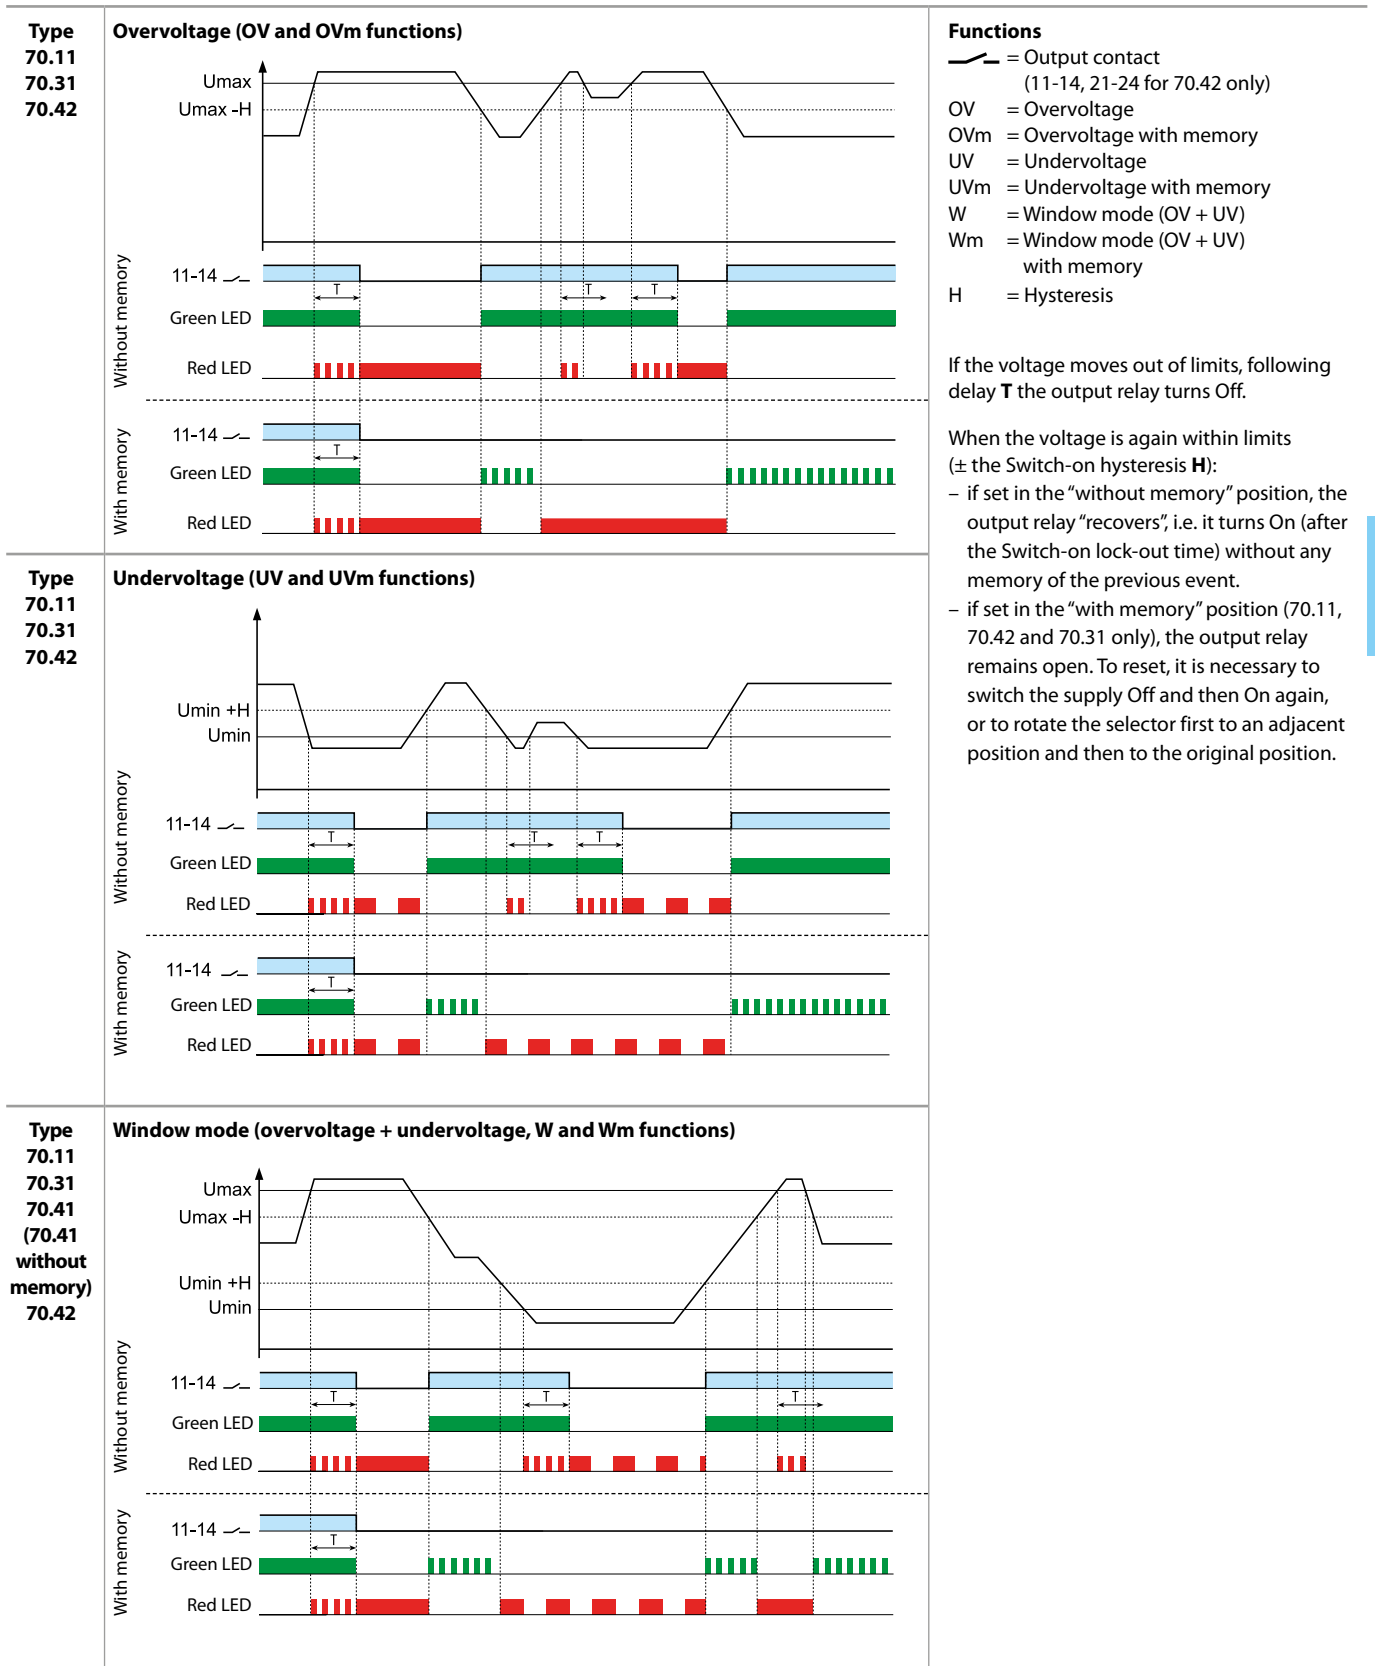 Type
70.11
70.31
70.42
Overvoltage (OV and OVm functions)
Umax
Umax -H
Without memory
11-14
T
T
T
Green LED
Red LED
With memory
11-14
T
Green LED
Red LED
Functions
= Output contact
(11-14, 21-24 for 70.42 only)
OV = Overvoltage
OVm = Overvoltage with memory
UV = Undervoltage
UVm = Undervoltage with memory
W = Window mode (OV + UV)
Wm = Window mode (OV + UV)
with memory
H = Hysteresis
If the voltage moves out of limits, following
delay T the output relay turns Off.
When the voltage is again within limits
(± the Switch-on hysteresis H):
– if set in the “without memory” position, the
output relay “recovers”, i.e. it turns On (after
the Switch-on lock-out time) without any
memory of the previous event.
– if set in the “with memory” position (70.11,
70.42 and 70.31 only), the output relay
remains open. To reset, it is necessary to
switch the supply Off and then On again,
or to rotate the selector first to an adjacent
position and then to the original position.
Type
70.11
70.31
70.42
Undervoltage (UV and UVm functions)
Umin +H
Umin
Without memory
11-14
T
T
T
Green LED
Red LED
With memory
11-14
T
Green LED
Red LED
Type
70.11
70.31
70.41
(70.41
without
memory)
70.42
Window mode (overvoltage + undervoltage, W and Wm functions)
Umax
Umax -H
Umin +H
Umin
Without memory
11-14
T
T
T
Green LED
Red LED
With memory
11-14
T
Green LED
Red LED